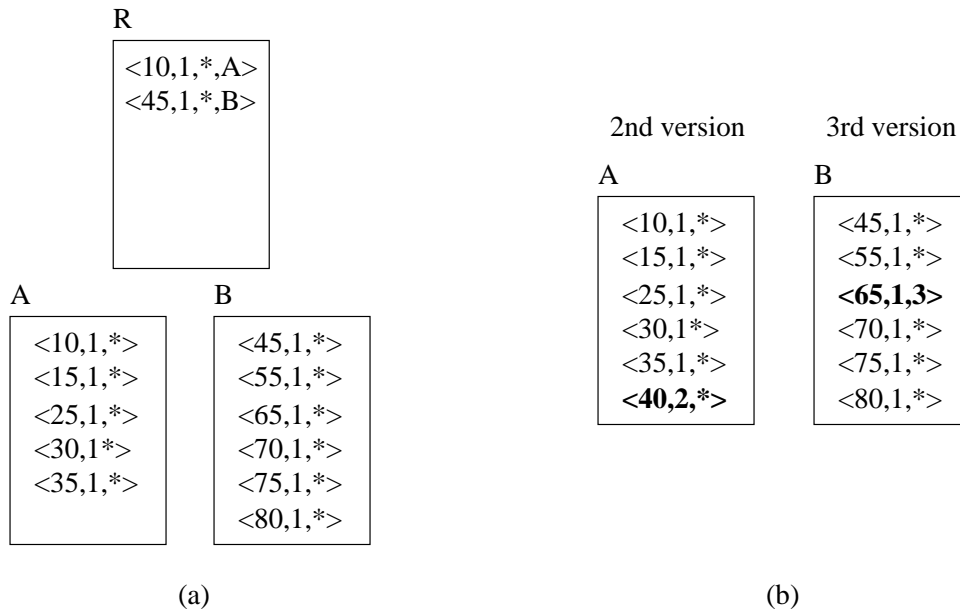 R
<10,1,*,A>
<45,1,*,B>
A
<10,1,*>
<15,1,*>
<25,1,*>
<30,1*>
<35,1,*>
B
<45,1,*>
<55,1,*>
<65,1,*>
<70,1,*>
<75,1,*>
<80,1,*>
(a)
2nd version
A
<10,1,*>
<15,1,*>
<25,1,*>
<30,1*>
<35,1,*>
<40,2,*>
3rd version
B
<45,1,*>
<55,1,*>
<65,1,3>
<70,1,*>
<75,1,*>
<80,1,*>
(b)